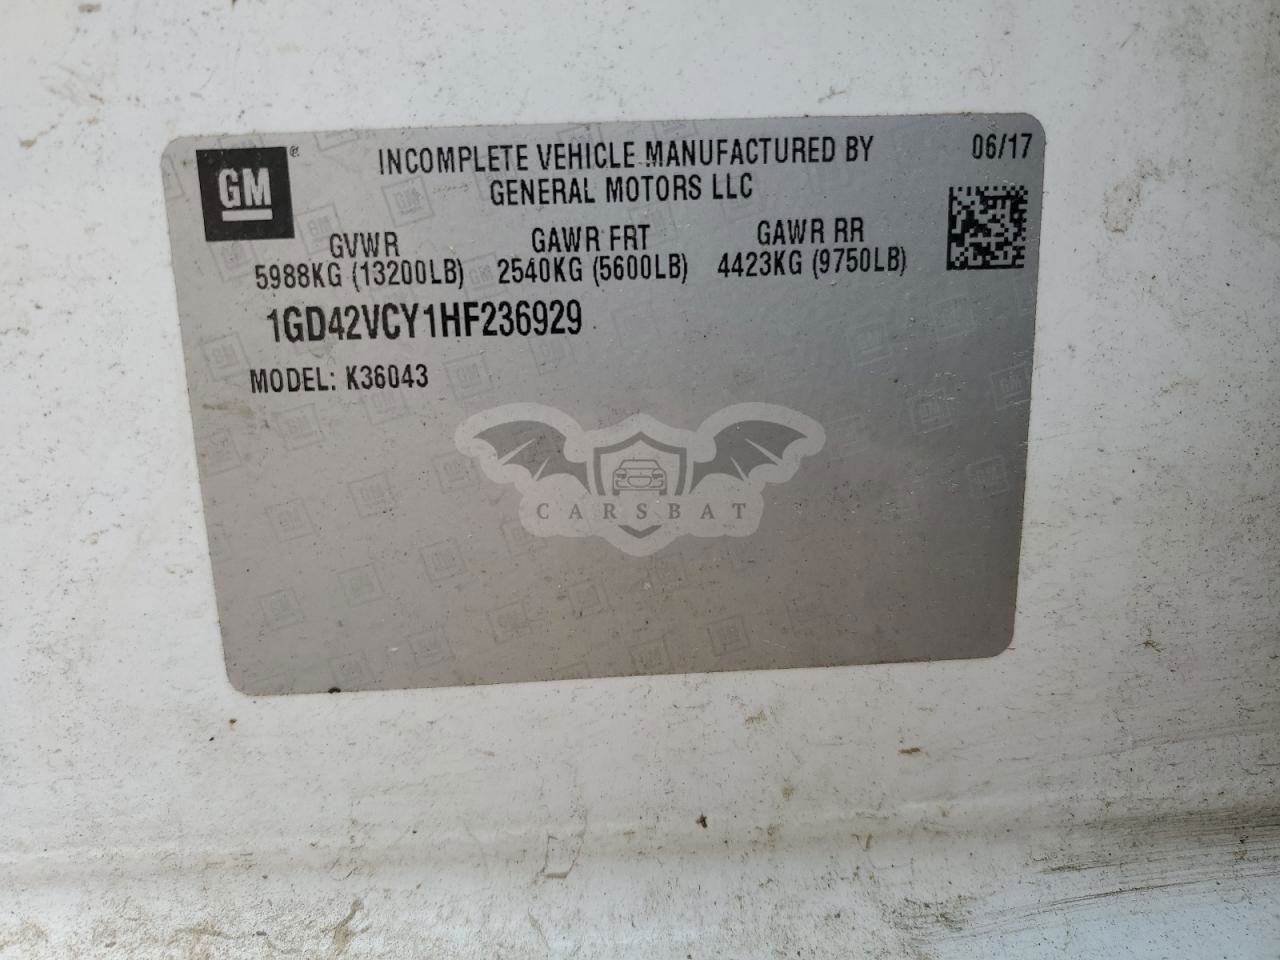 GM®
INCOMPLETE VEHICLE MANUFACTURED BY
GENERAL MOTORS LLC
06/17
GVWR GAWR FRT GAWR RR
5988KG (13200LB) 2540KG (5600LB) 4423KG (9750LB)
1GD42VCY1HF236929
MODEL: K36043
CARSBAT